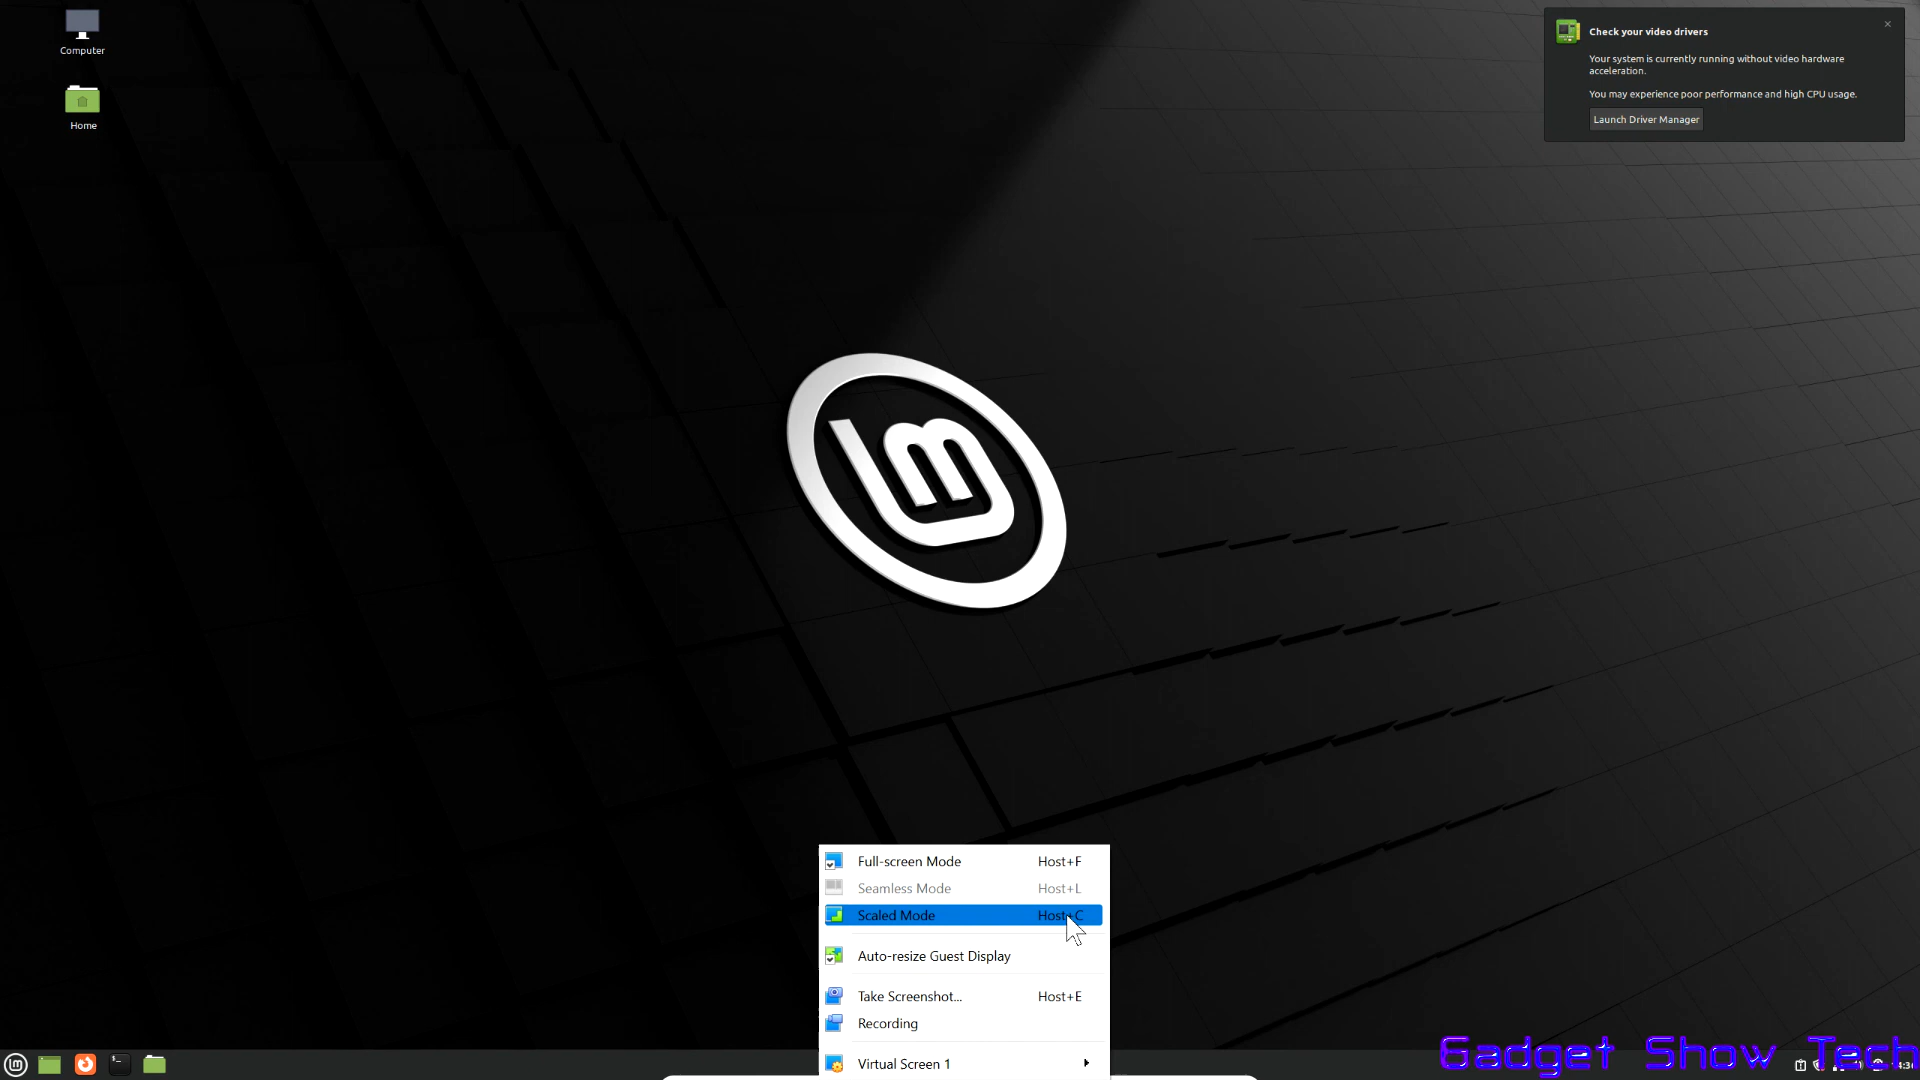 Computer
Home
Check your video drivers
Your system is currently running without video hardware
acceleration.
You may experience poor performance and high CPU usage.
Launch Driver Manager
Full-screen Mode Host+F
Seamless Mode Host+L
Scaled Mode Host+C
Auto-resize Guest Display
Take Screenshot... Host+E
Recording
Virtual Screen 1
Gadget Show Tech